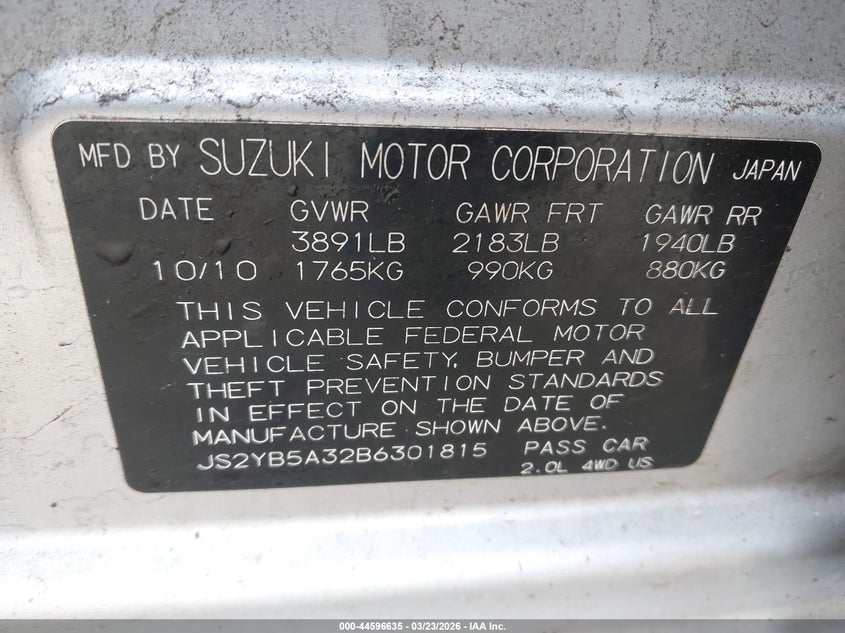 MFD BY SUZUKI MOTOR CORPORATION JAPAN
DATE GVWR GAWR FRT GAWR RR
3891LB 2183LB 1940LB
10/10 1765KG 990KG 880KG
THIS VEHICLE CONFORMS TO ALL
APPLICABLE FEDERAL MOTOR
VEHICLE SAFETY, BUMPER AND
THEFT PREVENTION STANDARDS
IN EFFECT ON THE DATE OF
MANUFACTURE SHOWN ABOVE.
JS2YB5A32B6301815 PASS CAR
2.0L 4WD US
000-44596635 - 03/23/2026 - IAA Inc.